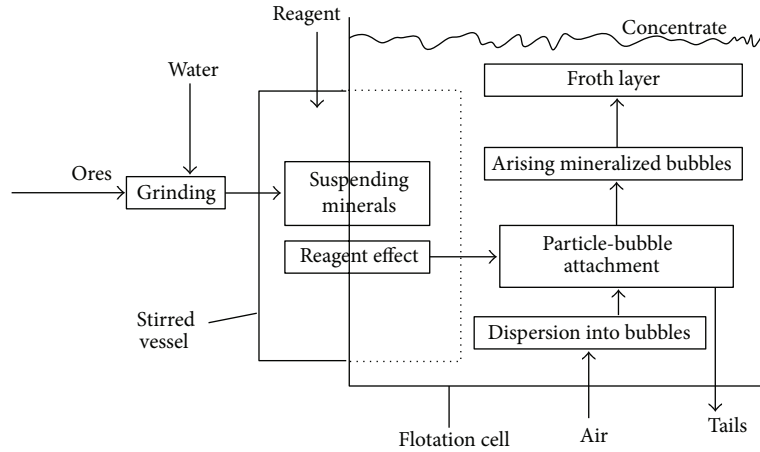 Reagent
Concentrate
Water
Froth layer
Ores
Grinding
Suspending
minerals
Arising mineralized bubbles
Reagent effect
Particle-bubble
attachment
Stirred
vessel
Dispersion into bubbles
Flotation cell
Air
Tails